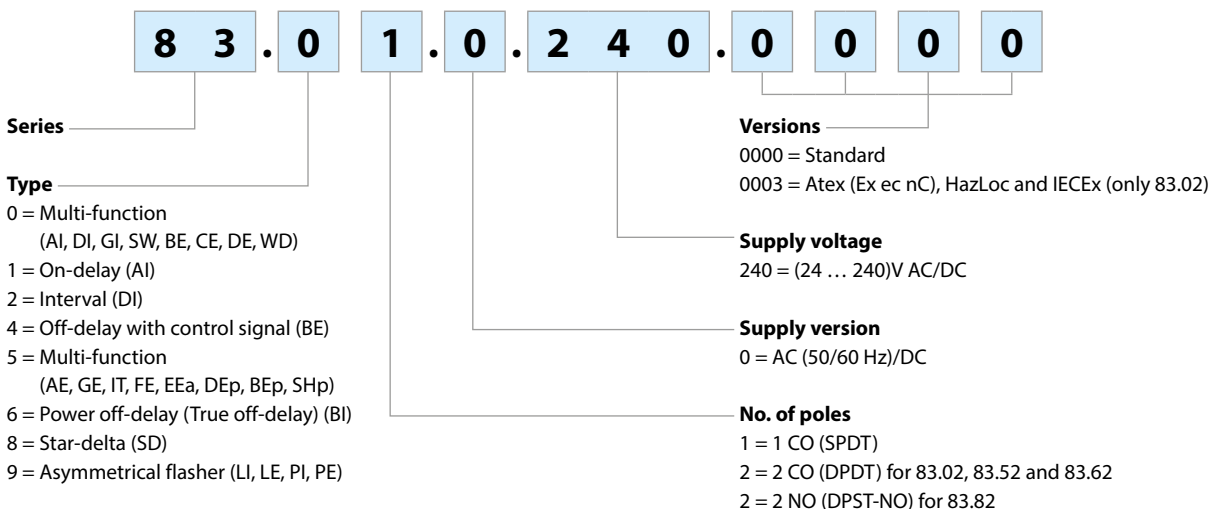 8 3 . 0 1 . 0 . 2 4 0 . 0 0 0 0
Series
Type
0 = Multi-function
(AI, DI, GI, SW, BE, CE, DE, WD)
1 = On-delay (AI)
2 = Interval (DI)
4 = Off-delay with control signal (BE)
5 = Multi-function
(AE, GE, IT, FE, EEa, DEp, BEp, SHp)
6 = Power off-delay (True off-delay) (BI)
8 = Star-delta (SD)
9 = Asymmetrical flasher (LI, LE, PI, PE)
Versions
0000 = Standard
0003 = Atex (Ex ec nC), HazLoc and IECEx (only 83.02)
Supply voltage
240 = (24 … 240)V AC/DC
Supply version
0 = AC (50/60 Hz)/DC
No. of poles
1 = 1 CO (SPDT)
2 = 2 CO (DPDT) for 83.02, 83.52 and 83.62
2 = 2 NO (DPST-NO) for 83.82